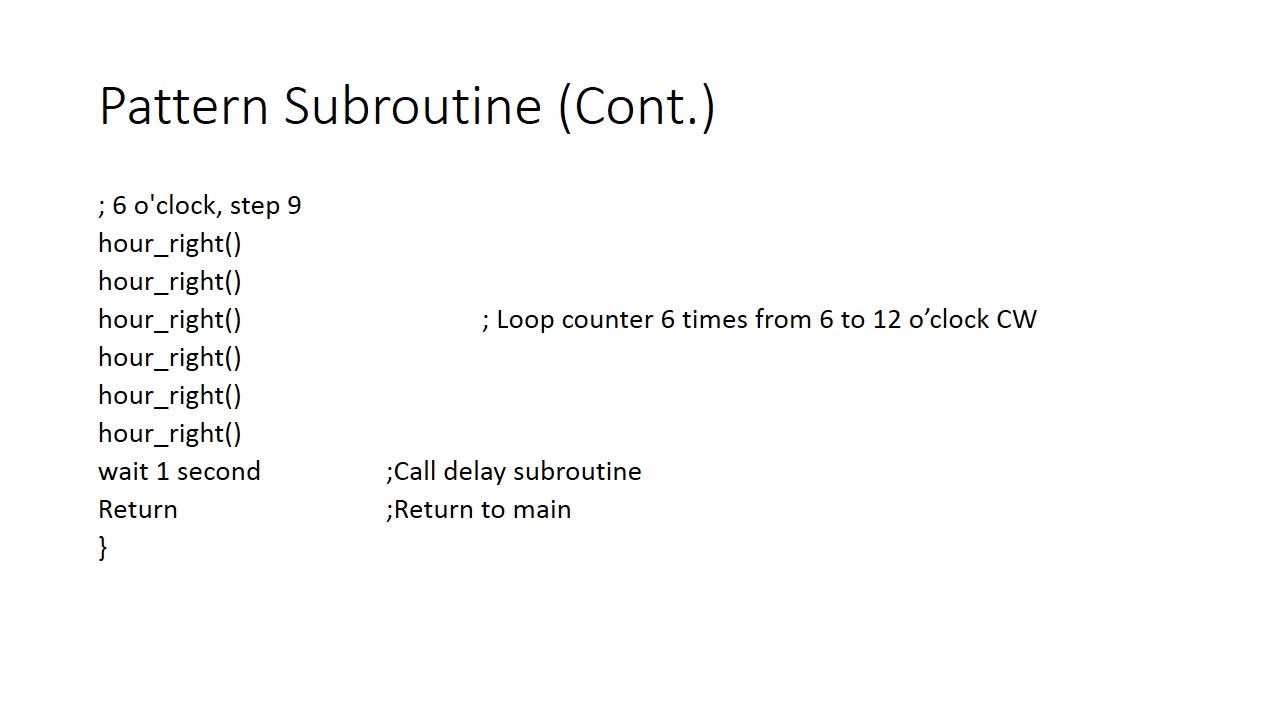 Pattern Subroutine (Cont.)
; 6 o'clock, step 9
hour_right()
hour_right()
hour_right() ; Loop counter 6 times from 6 to 12 o’clock CW
hour_right()
hour_right()
hour_right()
wait 1 second ;Call delay subroutine
Return ;Return to main
}